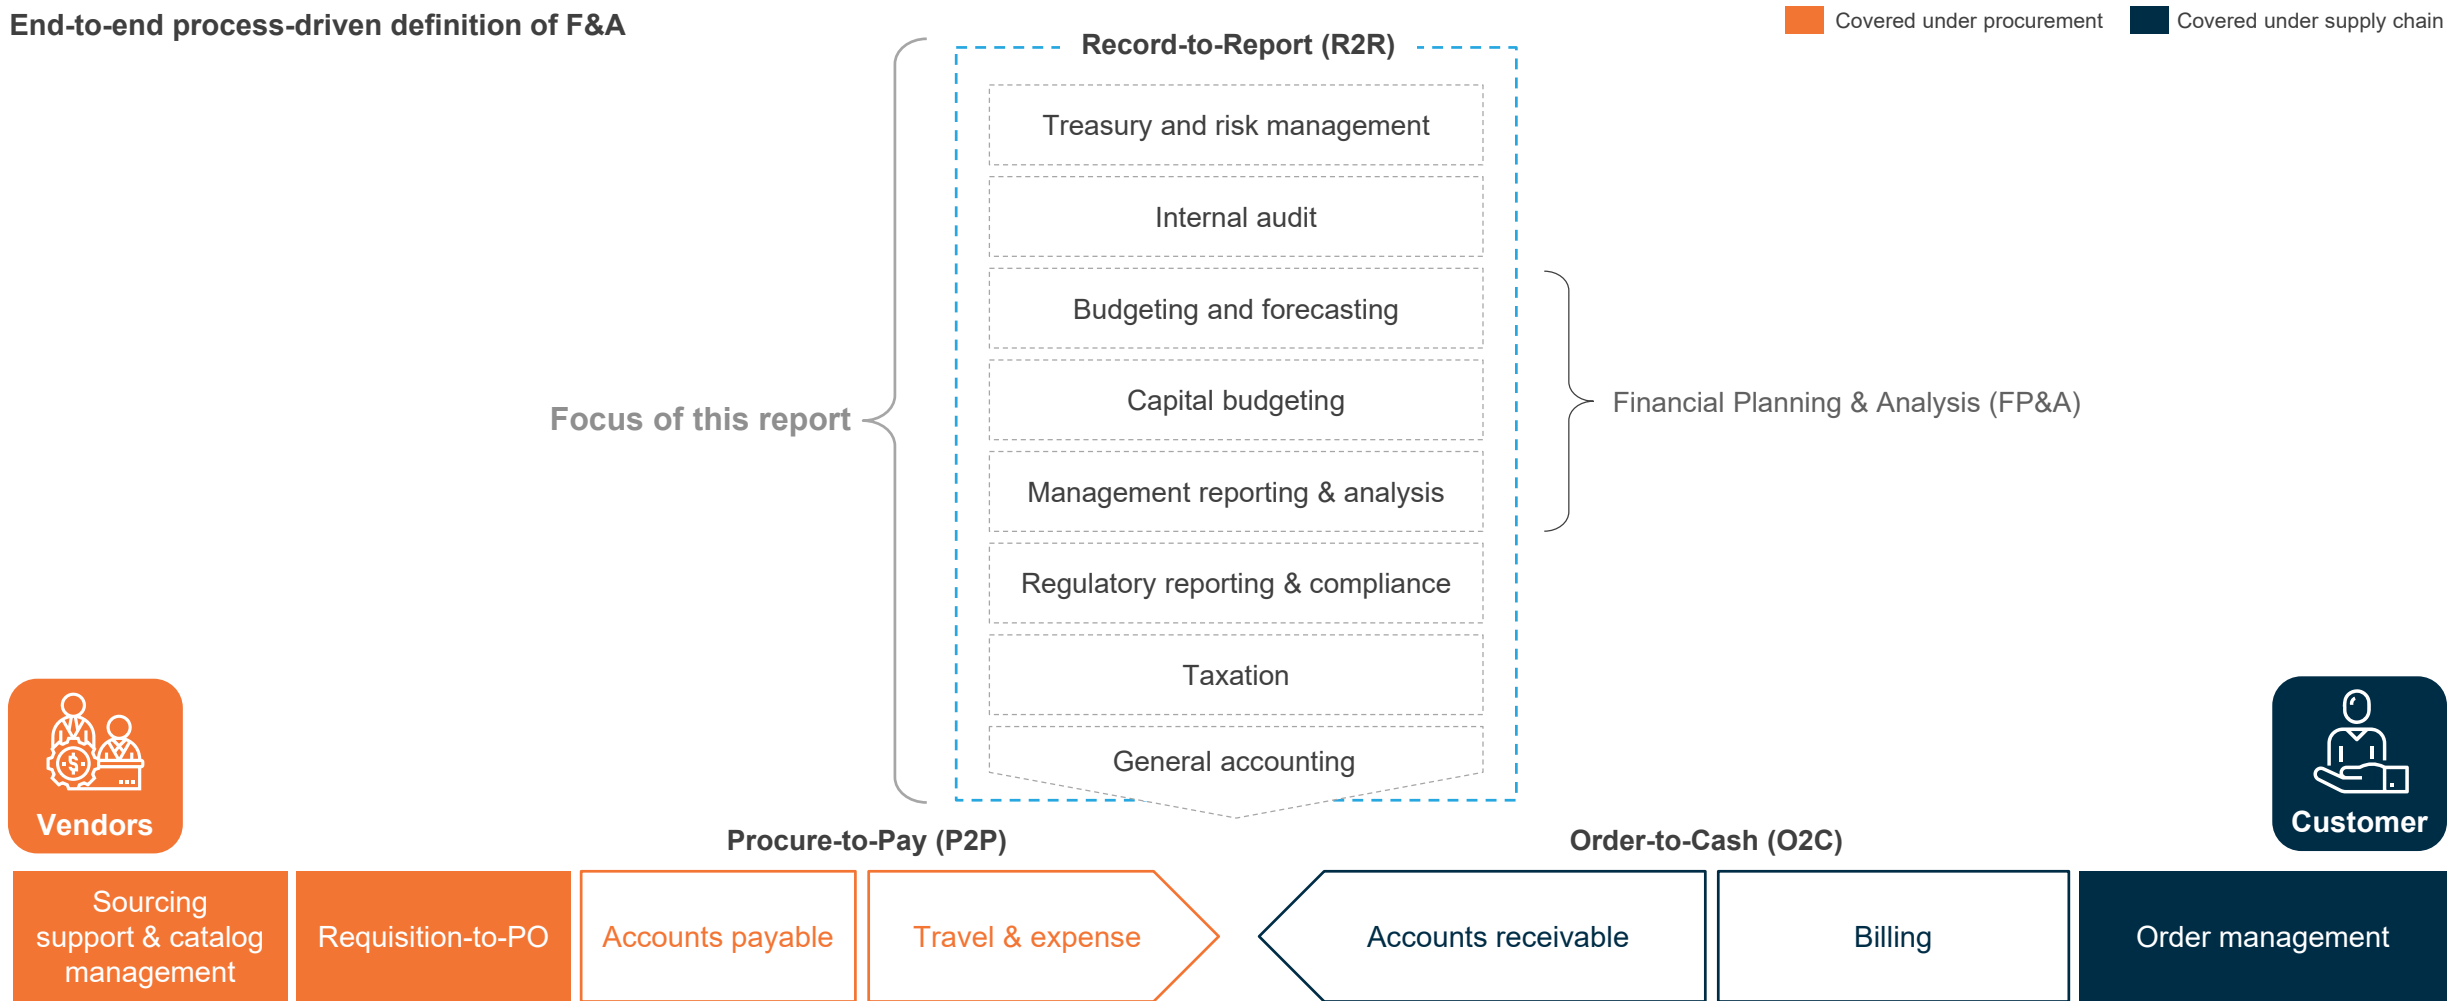 End-to-end process-driven definition of F&A
Covered under procurement
Covered under supply chain
Record-to-Report (R2R)
Treasury and risk management
Internal audit
Budgeting and forecasting
Capital budgeting
Focus of this report
Financial Planning & Analysis (FP&A)
Management reporting & analysis
Regulatory reporting & compliance
Taxation
General accounting
Vendors
Customer
Procure-to-Pay (P2P)
Order-to-Cash (O2C)
Sourcing
support & catalog
management
Requisition-to-PO
Accounts payable
Travel & expense
Accounts receivable
Billing
Order management